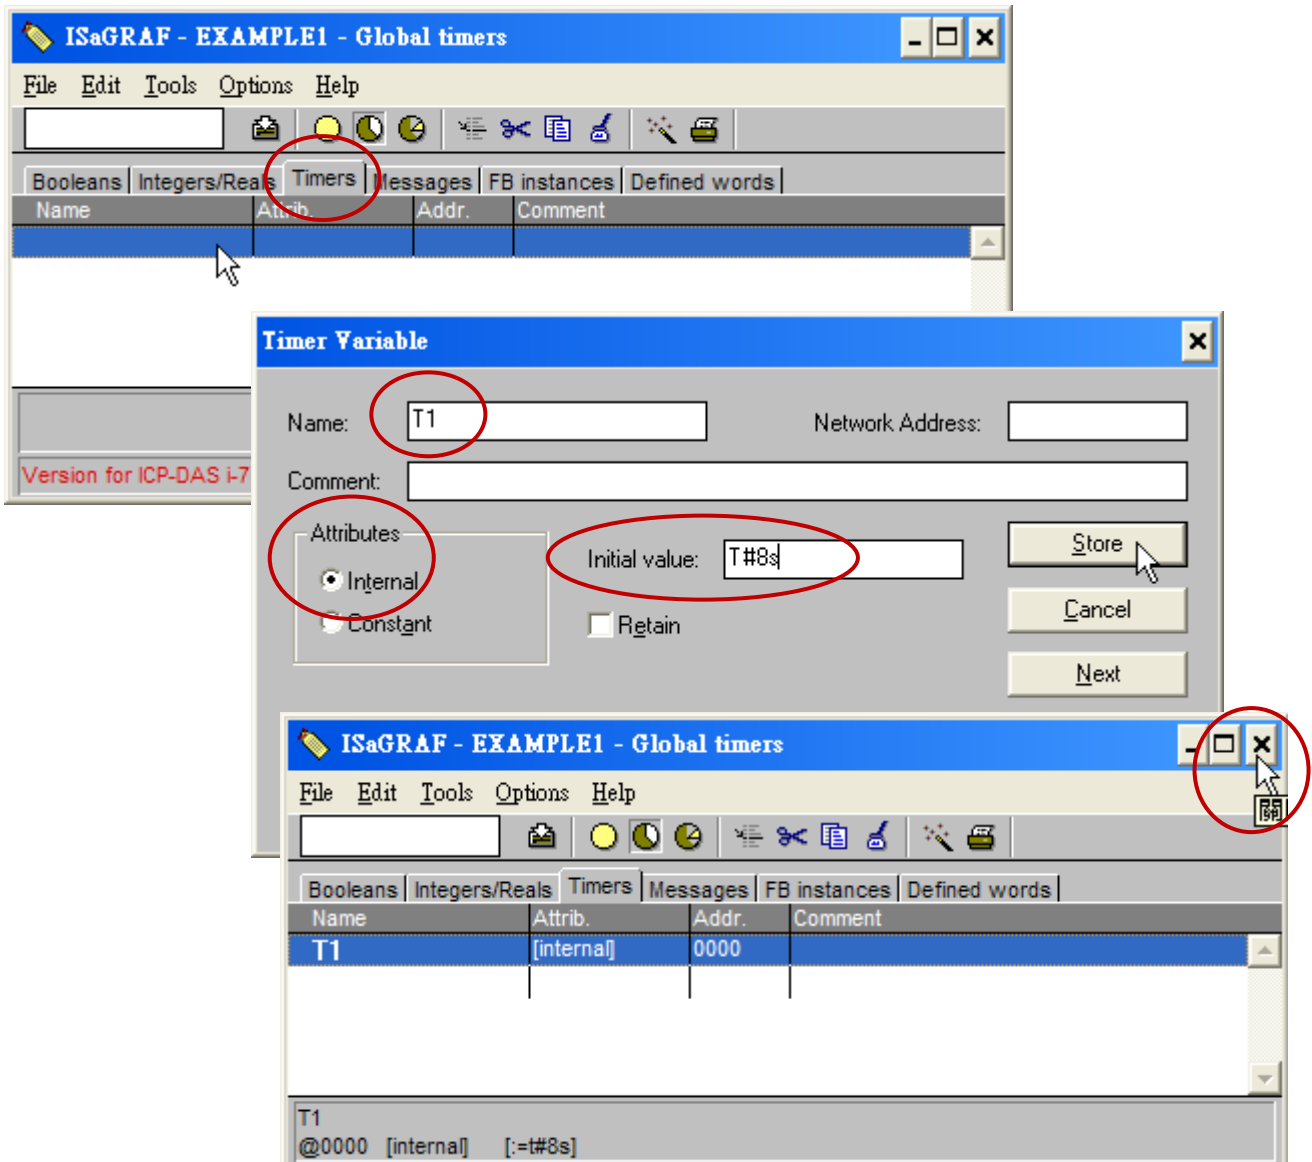 ISaGRAF - EXAMPLE1 - Global timers
File Edit Tools Options Help
Booleans Integers/Reals Timers Messages FB instances Defined words
Name Attrib. Addr. Comment
Version for ICP-DAS i-7
Timer Variable
Name: T1 Network Address:
Comment:
Attributes
Internal
Constant
Initial value: T#8s
Retain
Store
Cancel
Next
ISaGRAF - EXAMPLE1 - Global timers
關
File Edit Tools Options Help
Booleans Integers/Reals Timers Messages FB instances Defined words
Name Attrib. Addr. Comment
T1 [internal] 0000
T1
@0000 [internal] [:=t#8s]